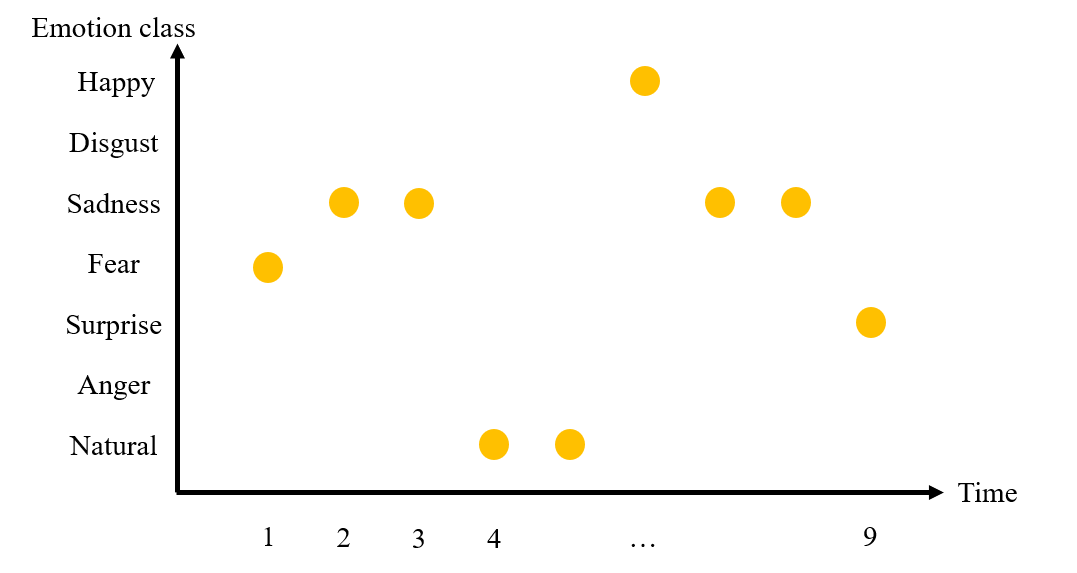 Emotion class
Happy
Disgust
Sadness
Fear
Surprise
Anger
Natural
Time
1 2 3 4 … 9